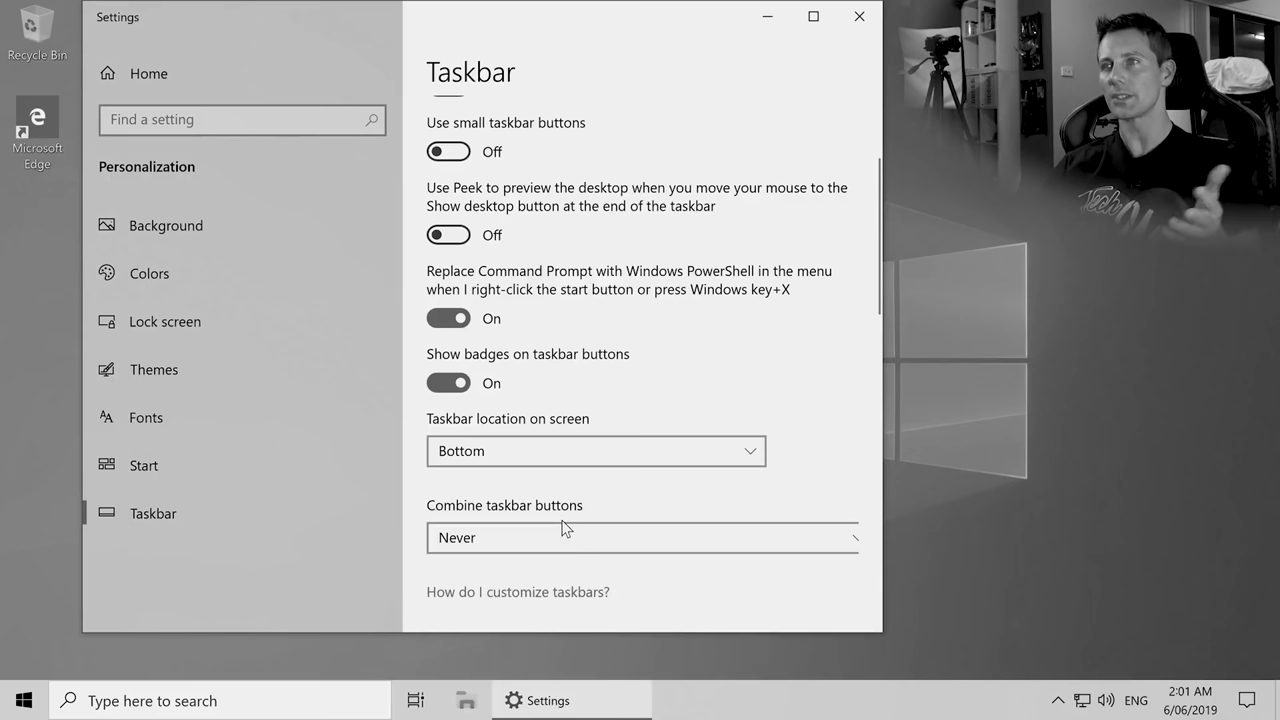 Recycle Bin
Microsoft
Edge
Settings
Home
Find a setting
Personalization
Background
Colors
Lock screen
Themes
Fonts
Start
Taskbar
Taskbar
Use small taskbar buttons
Off
Use Peek to preview the desktop when you move your mouse to the
Show desktop button at the end of the taskbar
Off
Replace Command Prompt with Windows PowerShell in the menu
when I right-click the start button or press Windows key+X
On
Show badges on taskbar buttons
On
Taskbar location on screen
Bottom
Combine taskbar buttons
Never
How do I customize taskbars?
Tech
Type here to search
Settings
ENG
2:01 AM
6/06/2019